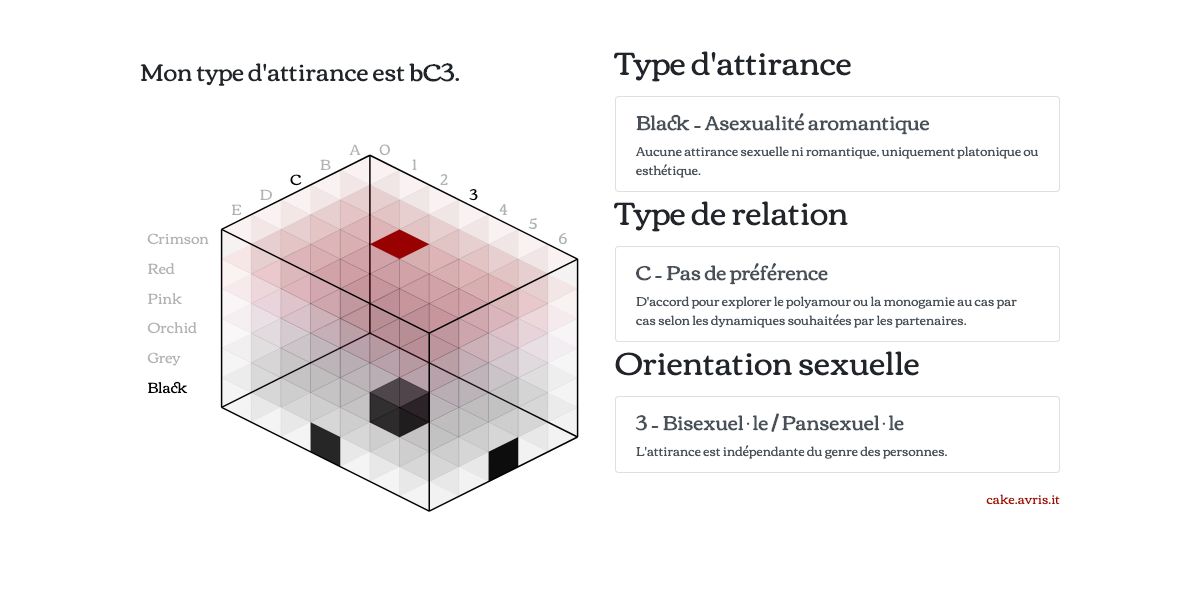 Mon type d'attirance est bC3.
A
B
C
D
E
0
1
2
3
4
5
6
Crimson
Red
Pink
Orchid
Grey
Black
Type d'attirance
Black - Asexualité aromantique
Aucune attirance sexuelle ni romantique, uniquement platonique ou
esthétique.
Type de relation
C - Pas de préférence
D'accord pour explorer le polyamour ou la monogamie au cas par
cas selon les dynamiques souhaitées par les partenaires.
Orientation sexuelle
3 - Bisexuel·le / Pansexuel·le
L'attirance est indépendante du genre des personnes.
cake.avris.it